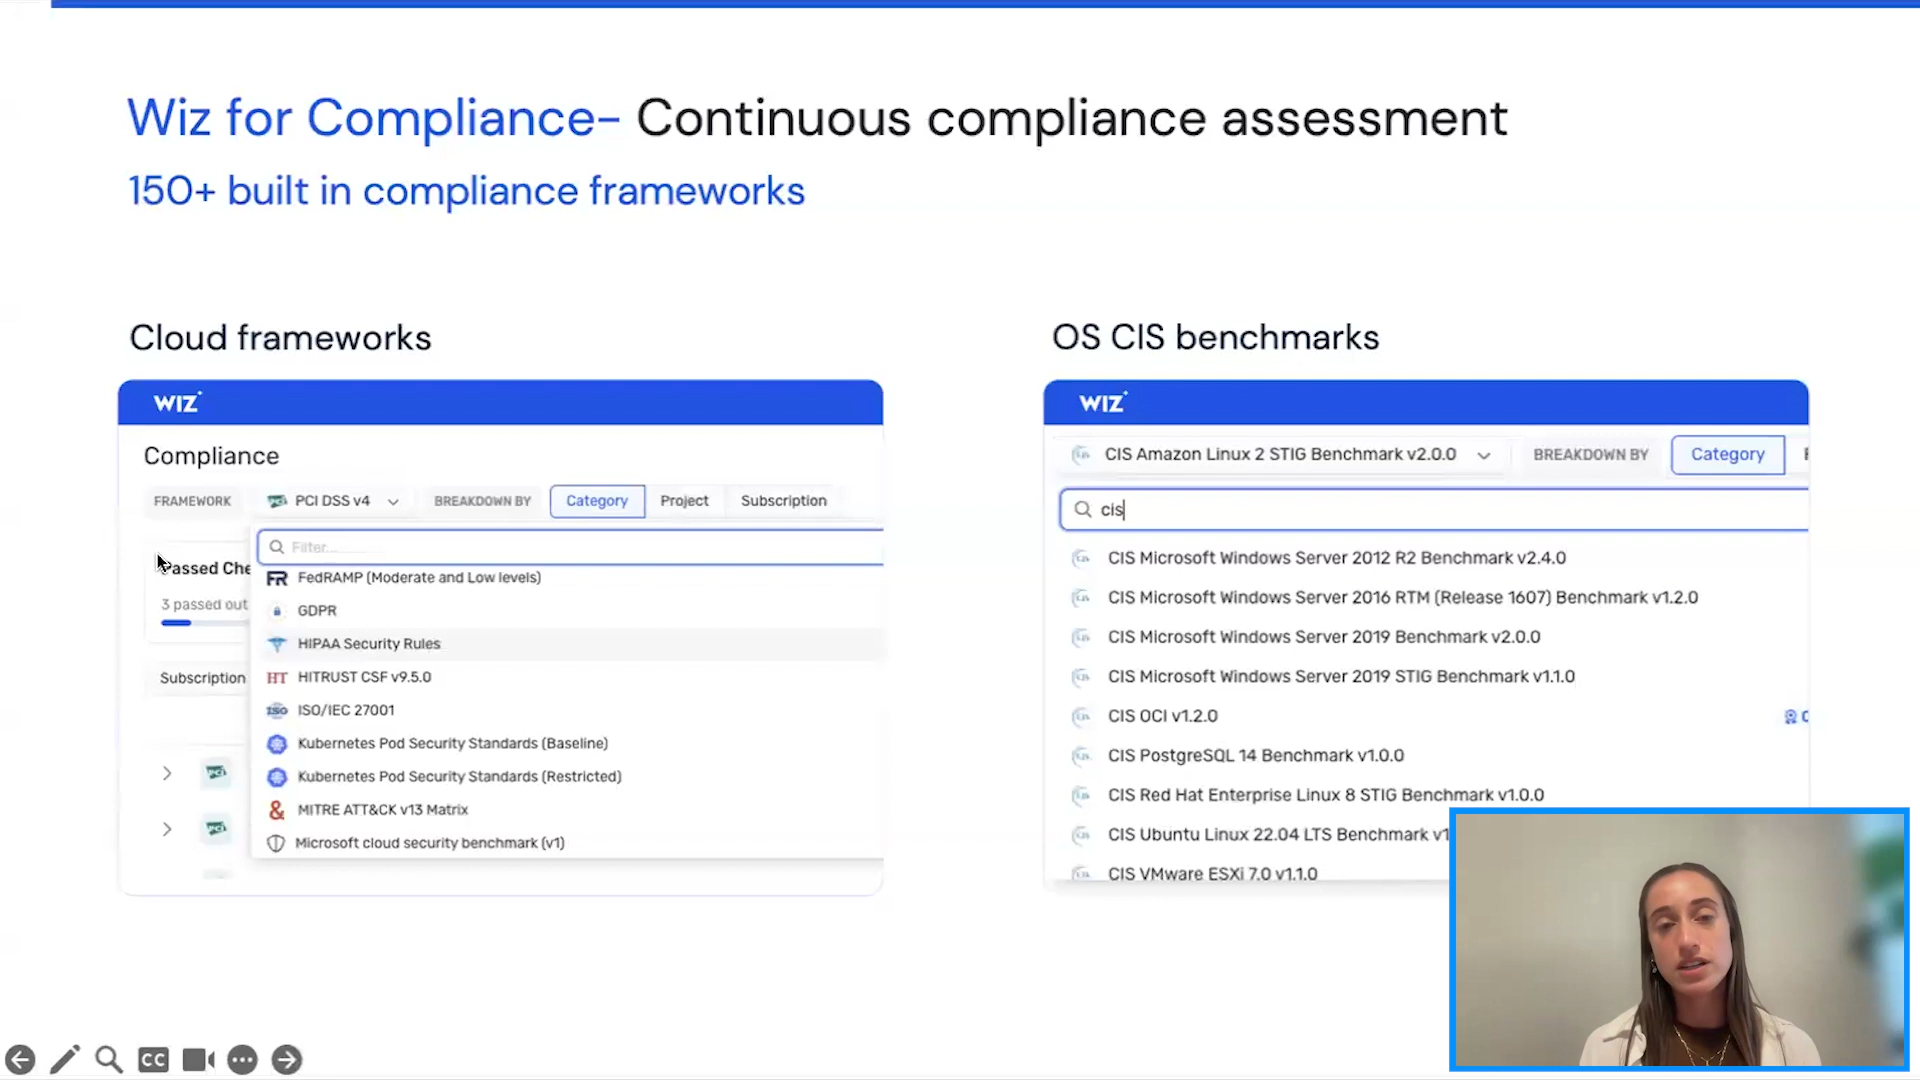 Wiz for Compliance- Continuous compliance assessment
150+ built in compliance frameworks
Cloud frameworks
WIZ
Compliance
FRAMEWORK PCI DSS v4 BREAKDOWN BY Category Project Subscription
Filter...
Passed Che
3 passed out
Subscription
FedRAMP (Moderate and Low levels)
GDPR
HIPAA Security Rules
HT HITRUST CSF v9.5.0
ISO ISO/IEC 27001
Kubernetes Pod Security Standards (Baseline)
Kubernetes Pod Security Standards (Restricted)
& MITRE ATT&CK v13 Matrix
Microsoft cloud security benchmark (v1)
PCI
PCI
OS CIS benchmarks
WIZ
CIS Amazon Linux 2 STIG Benchmark v2.0.0 BREAKDOWN BY Category
cis
CIS Microsoft Windows Server 2012 R2 Benchmark v2.4.0
CIS Microsoft Windows Server 2016 RTM (Release 1607) Benchmark v1.2.0
CIS Microsoft Windows Server 2019 Benchmark v2.0.0
CIS Microsoft Windows Server 2019 STIG Benchmark v1.1.0
CIS OCI v1.2.0
CIS PostgreSQL 14 Benchmark v1.0.0
CIS Red Hat Enterprise Linux 8 STIG Benchmark v1.0.0
CIS Ubuntu Linux 22.04 LTS Benchmark v1
CIS VMware ESXi 7.0 v1.1.0
CC